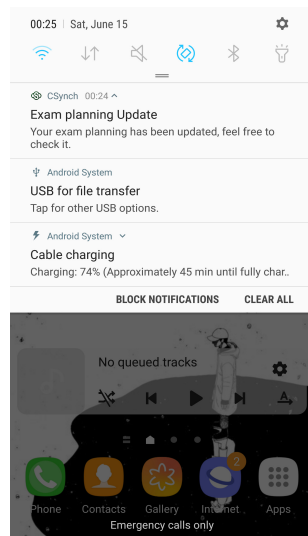 00:25 | Sat, June 15
CSynch 00:24
Exam planning Update
Your exam planning has been updated, feel free to
check it.
Android System
USB for file transfer
Tap for other USB options.
Android System
Cable charging
Charging: 74% (Approximately 45 min until fully char..
BLOCK NOTIFICATIONS CLEAR ALL
No queued tracks
A
2
Phone Contacts Gallery Internet Apps
Emergency calls only